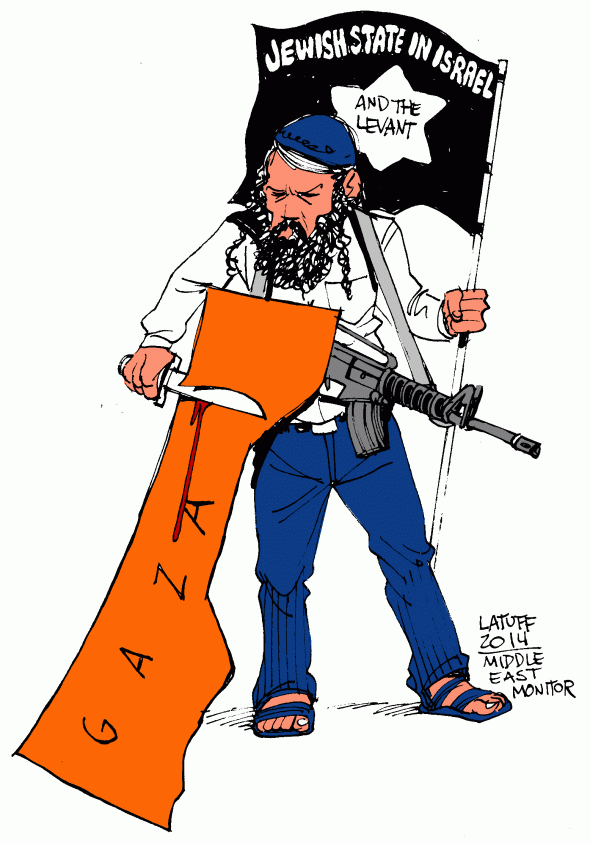 JEWISH STATE IN ISRAEL
AND THE
LEVANT
GAZA
LATUFF
2014
MIDDLE
EAST
MONITOR